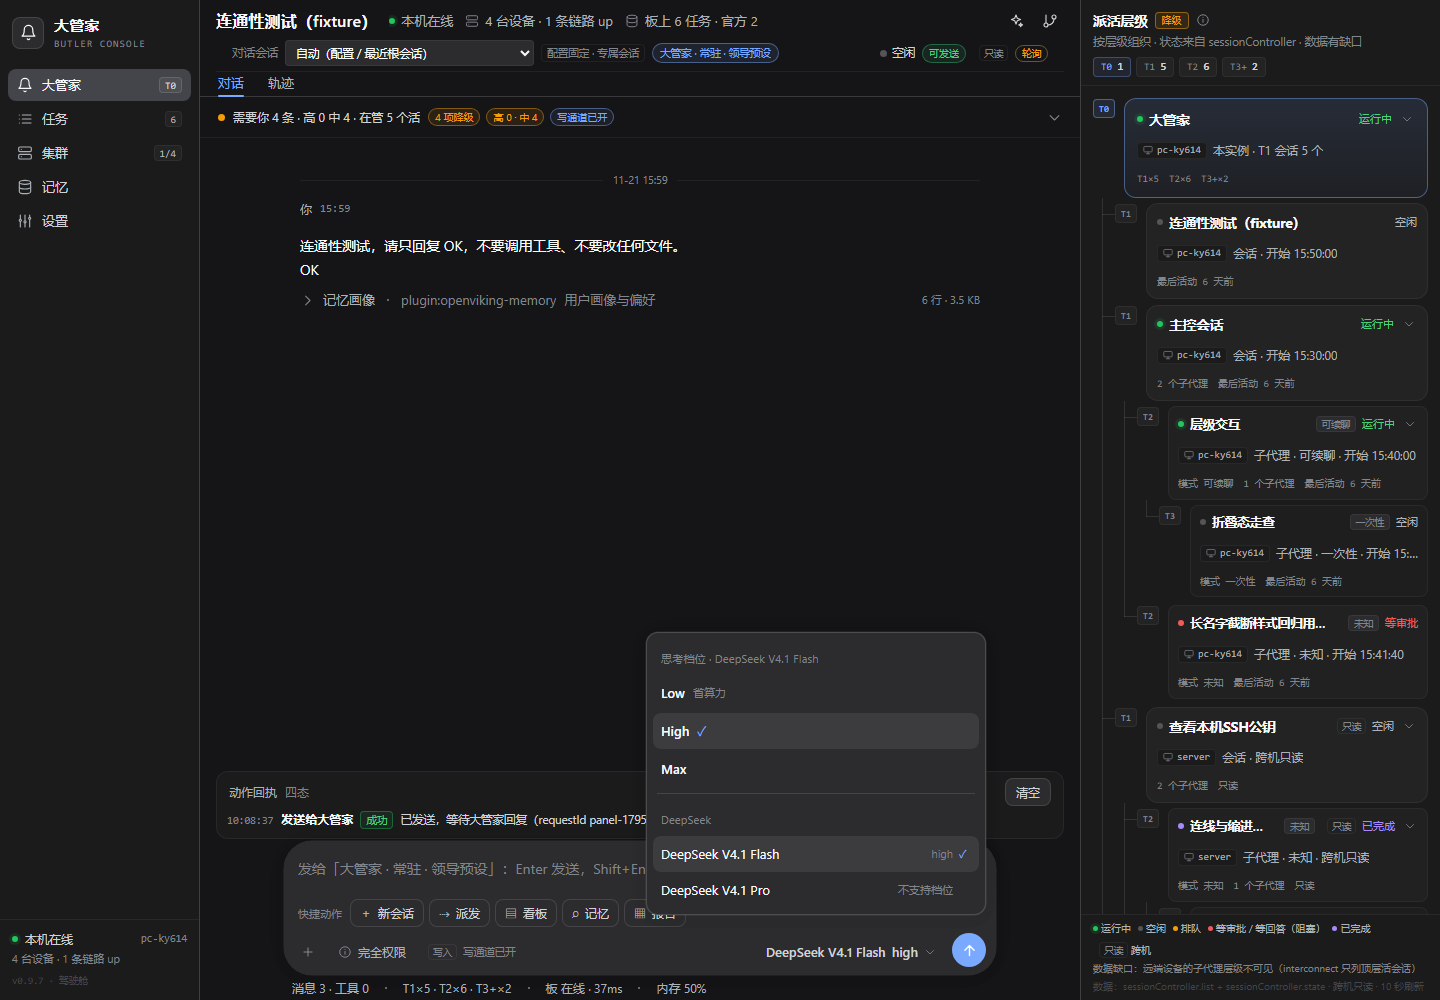 大管家
BUTLER CONSOLE
大管家 T0
任务 6
集群 1/4
记忆
设置
本机在线 pc-ky614
4 台设备 · 1 条链路 up
v0.9.7 · 驾驶舱
连通性测试（fixture） 本机在线 4 台设备 · 1 条链路 up 板上 6 任务 · 官方 2
对话会话 自动（配置 / 最近根会话） 配置固定 · 专属会话 大管家 · 常驻 · 领导预设 空闲 可发送 只读 轮询
对话 轨迹
需要你 4 条 · 高 0 中 4 · 在管 5 个活 4 项降级 高 0 · 中 4 写通道已开
11-21 15:59
你 15:59
连通性测试，请只回复 OK，不要调用工具、不要改任何文件。
OK
记忆画像 · plugin:openviking-memory 用户画像与偏好 6 行 · 3.5 KB
思考档位 · DeepSeek V4.1 Flash
Low 省算力
High ✓
Max
DeepSeek
DeepSeek V4.1 Flash high ✓
DeepSeek V4.1 Pro 不支持档位
动作回执 四态 清空
10:08:37 发送给大管家 成功 已发送，等待大管家回复（requestId panel-1795
发给「大管家 · 常驻 · 领导预设」：Enter 发送，Shift+En
快捷动作 + 新会话 派发 看板 记忆 报告
+ 完全权限 写入 写通道已开 DeepSeek V4.1 Flash high
消息 3 · 工具 0 · T1×5 · T2×6 · T3+×2 · 板 在线 · 37ms · 内存 50%
派活层级 降级
按层级组织 · 状态来自 sessionController · 数据有缺口
T0 1 T1 5 T2 6 T3+ 2
T0 大管家 运行中
pc-ky614 本实例 · T1 会话 5 个
T1×5 T2×6 T3+×2
T1 连通性测试（fixture） 空闲
pc-ky614 会话 · 开始 15:50:00
最后活动 6 天前
T1 主控会话 运行中
pc-ky614 会话 · 开始 15:30:00
2 个子代理 最后活动 6 天前
T2 层级交互 可续聊 运行中
pc-ky614 子代理 · 可续聊 · 开始 15:40:00
模式 可续聊 1 个子代理 最后活动 6 天前
T3 折叠态走查 一次性 空闲
pc-ky614 子代理 · 一次性 · 开始 15:...
模式 一次性 最后活动 6 天前
T2 长名字截断样式回归用... 未知 等审批
pc-ky614 子代理 · 未知 · 开始 15:41:40
模式 未知 最后活动 6 天前
T1 查看本机SSH公钥 只读 空闲
server 会话 · 跨机只读
2 个子代理 只读
T2 连线与缩进... 未知 只读 已完成
server 子代理 · 未知 · 跨机只读
模式 未知 1 个子代理 只读
运行中 空闲 排队 等审批 / 等回答（阻塞） 已完成
只读 跨机
数据缺口：远端设备的子代理层级不可见（interconnect 只列顶层活会话）
数据：sessionController.list + sessionController.state · 跨机只读 · 10 秒刷新